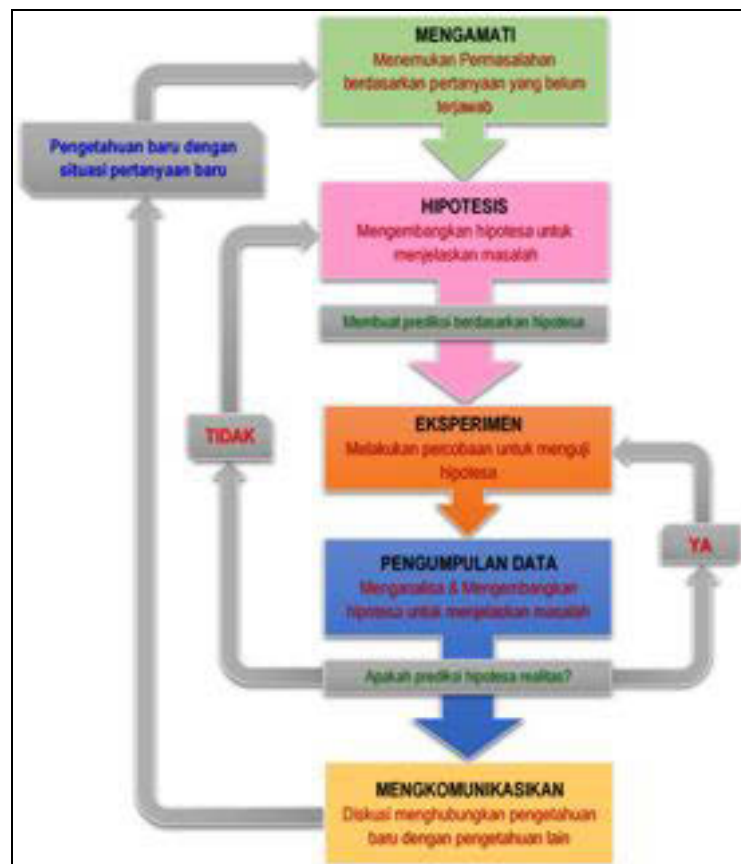 MENGAMATI
Menemukan Permasalahan
berdasarkan pertanyaan yang belum
terjawab
Pengetahuan baru dengan
situasi pertanyaan baru
HIPOTESIS
Mengembangkan hipotesa untuk
menjelaskan masalah
Membuat prediksi berdasarkan hipotesa
TIDAK
EKSPERIMEN
Melakukan percobaan untuk menguji
hipotesa
YA
PENGUMPULAN DATA
Menganalisa & Mengembangkan
hipotesa untuk menjelaskan masalah
Apakah prediksi hipotesa realitas?
MENGKOMUNIKASIKAN
Diskusi menghubungkan pengetahuan
baru dengan pengetahuan lain